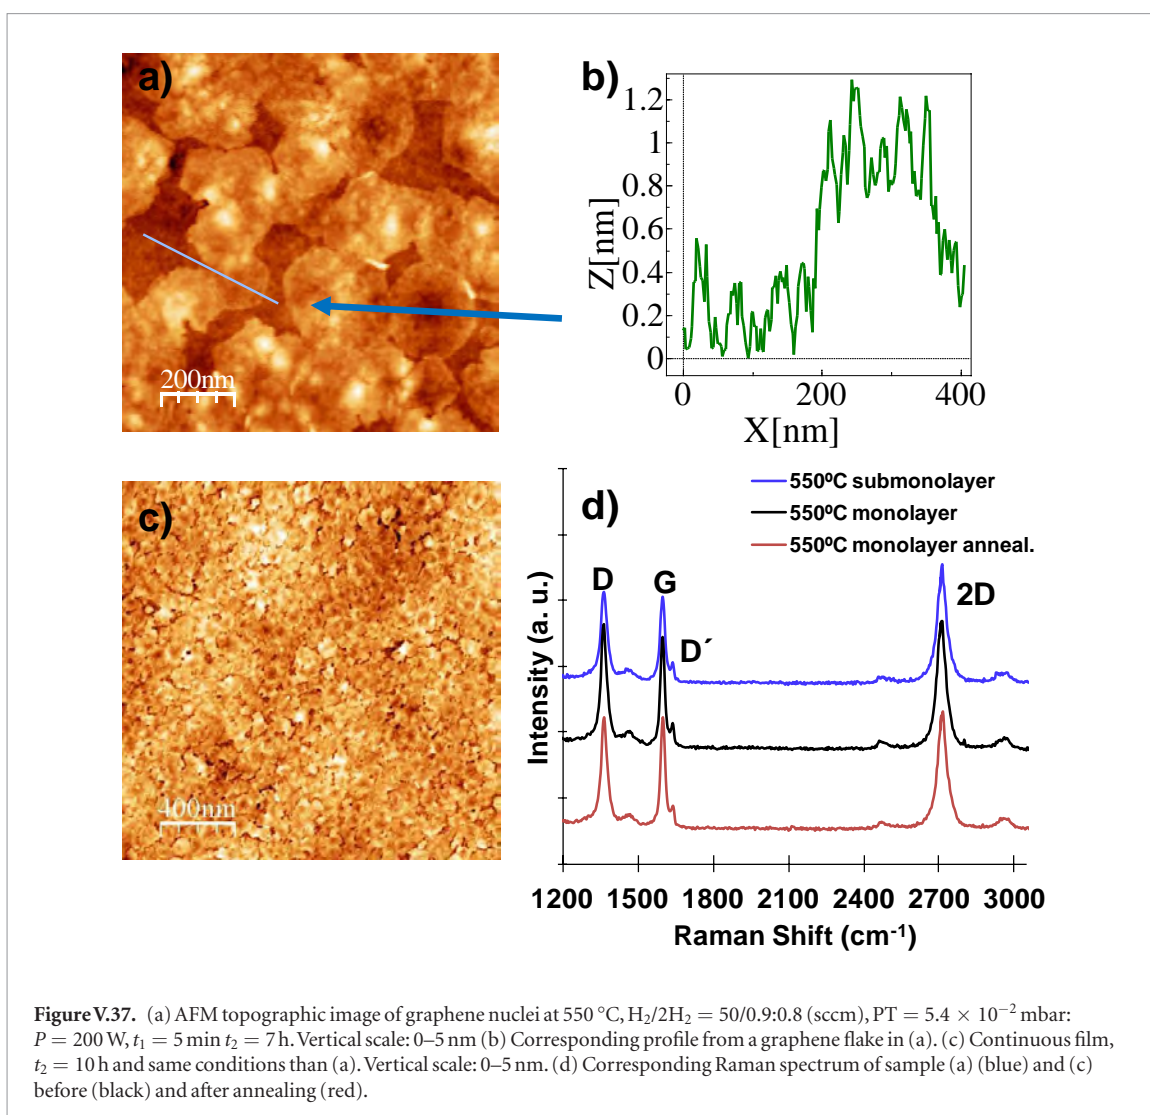 a)
200nm
b)
1.2
1
0.8
0.6
0.4
0.2
0
Z[nm]
0 200 400
X[nm]
c)
400nm
d)
550ºC submonolayer
550ºC monolayer
550ºC monolayer anneal.
D G D´ 2D
Intensity (a. u.)
1200 1500 1800 2100 2400 2700 3000
Raman Shift (cm⁻¹)
Figure V.37. (a) AFM topographic image of graphene nuclei at 550 °C, H₂/2H₂ = 50/0.9:0.8 (sccm), PT = 5.4 × 10⁻² mbar:
P = 200 W, t₁ = 5 min t₂ = 7 h. Vertical scale: 0–5 nm (b) Corresponding profile from a graphene flake in (a). (c) Continuous film,
t₂ = 10 h and same conditions than (a). Vertical scale: 0–5 nm. (d) Corresponding Raman spectrum of sample (a) (blue) and (c)
before (black) and after annealing (red).